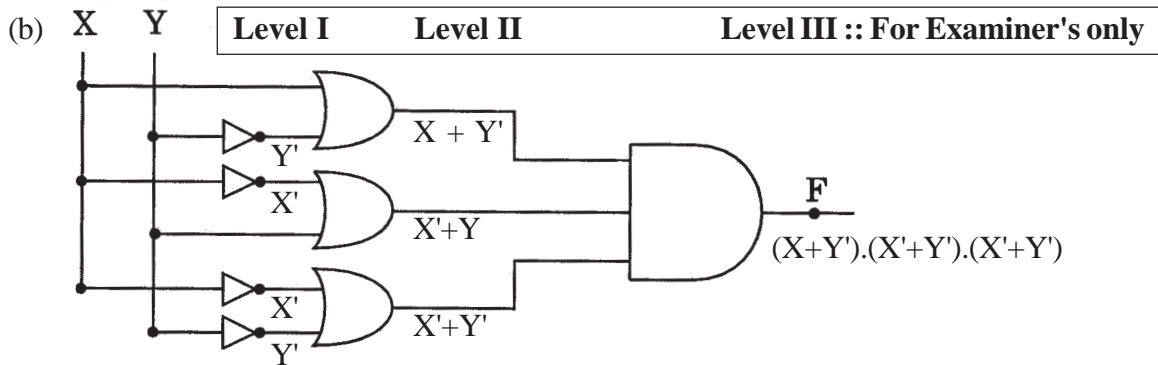 (b) X Y Level I Level II Level III :: For Examiner's only
X + Y'
Y'
X'
F
X'+Y
(X+Y').(X'+Y').(X'+Y')
X'
X'+Y'
Y'